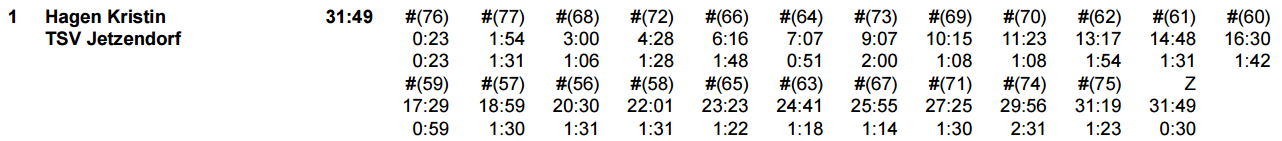 1 Hagen Kristin 31:49 #(76) #(77) #(68) #(72) #(66) #(64) #(73) #(69) #(70) #(62) #(61) #(60)
TSV Jetzendorf 0:23 1:54 3:00 4:28 6:16 7:07 9:07 10:15 11:23 13:17 14:48 16:30
0:23 1:31 1:06 1:28 1:48 0:51 2:00 1:08 1:08 1:54 1:31 1:42
#(59) #(57) #(56) #(58) #(65) #(63) #(67) #(71) #(74) #(75) Z
17:29 18:59 20:30 22:01 23:23 24:41 25:55 27:25 29:56 31:19 31:49
0:59 1:30 1:31 1:31 1:22 1:18 1:14 1:30 2:31 1:23 0:30